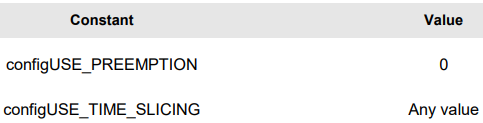 Constant Value
configUSE_PREEMPTION 0
configUSE_TIME_SLICING Any value